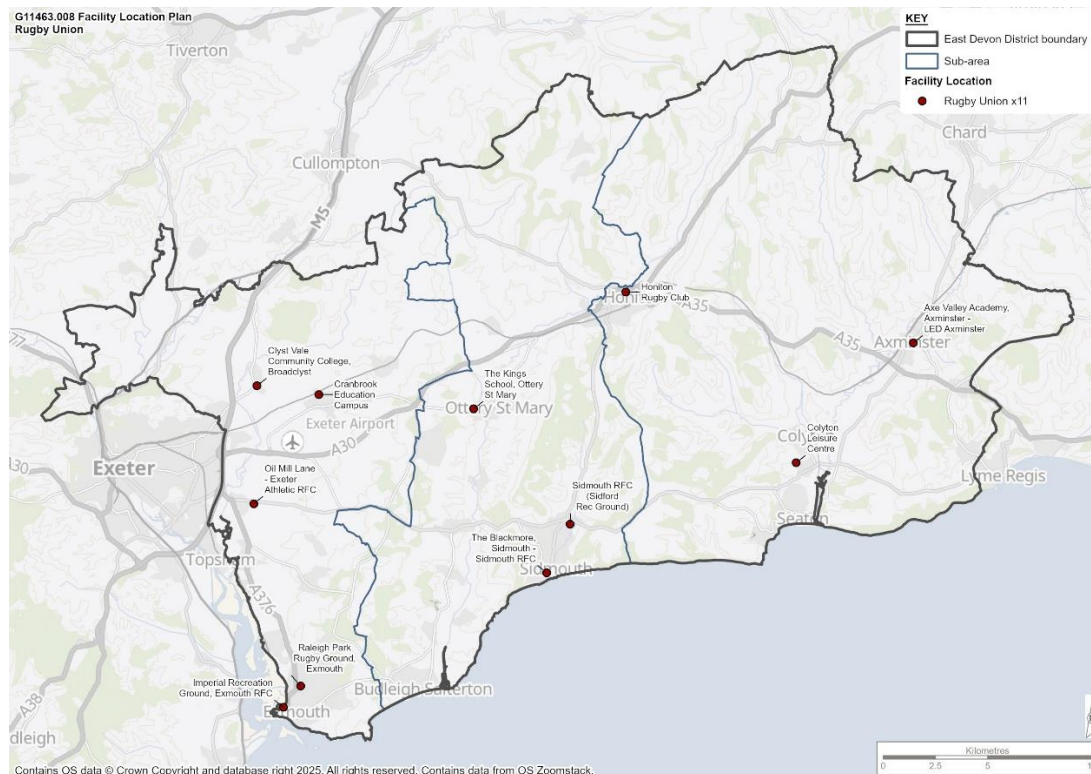 G11463.008 Facility Location Plan
Rugby Union
KEY
East Devon District boundary
Sub-area
Facility Location
Rugby Union x11
Tiverton
Cullompton
M5
Chard
Honiton
Rugby Club
A35
Axe Valley Academy,
Axminster -
LED Axminster
Axminster
A35
Clyst Vale
Community College,
Broadclyst
Cranbrook
Education
Campus
The Kings
School, Ottery
St Mary
Ottery St Mary
Exeter Airport
A30
Exeter
A30
Oil Mill Lane
- Exeter
Athletic RFC
Colyton
Leisure
Centre
Lyme Regis
Sidmouth RFC
(Sidford
Rec Ground)
Seaton
The Blackmore,
Sidmouth -
Sidmouth RFC
Sidmouth
Topsham
A376
Raleigh Park
Rugby Ground,
Exmouth
Imperial Recreation
Ground, Exmouth RFC
Exmouth
Budleigh Salterton
A38
dleigh
Kilometres
0 2.5 5
Contains OS data © Crown Copyright and database right 2025. All rights reserved. Contains data from OS Zoomstack.